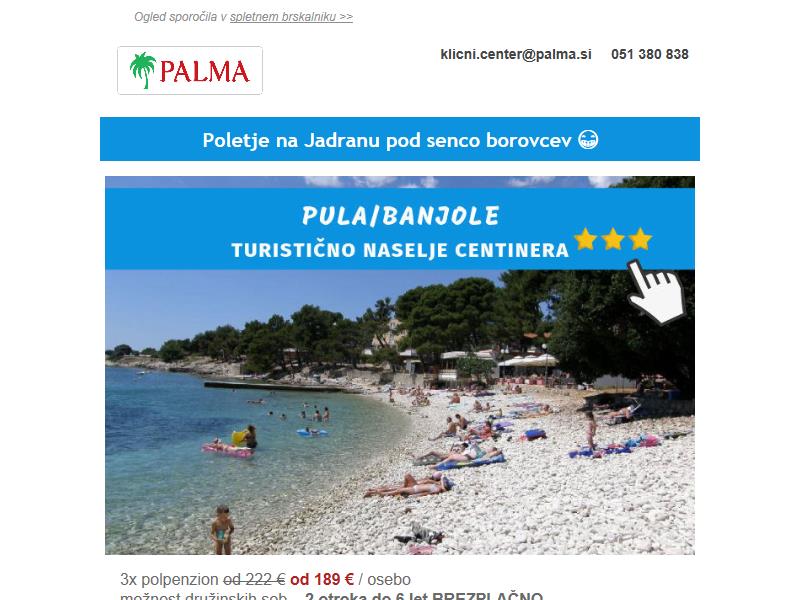 Ogled sporočila v spletnem brskalniku >>
klicni.center@palma.si 051 380 838
PALMA
Poletje na Jadranu pod senco borovcev 😀
PULA/BANJOLE
TURISTIČNO NASELJE CENTINERA
3x polpenzion od 222 € od 189 € / osebo
možnost družinskih sob - 2 otroka do 6 let BREZPLAČNO